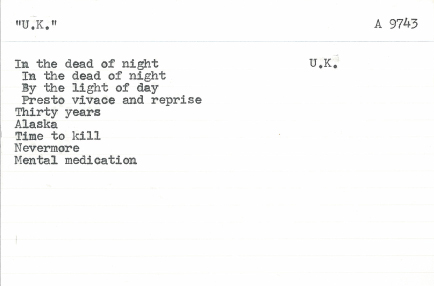 "U.K." A 9743
In the dead of night U.K.
In the dead of night
By the light of day
Presto vivace and reprise
Thirty years
Alaska
Time to kill
Nevermore
Mental medication